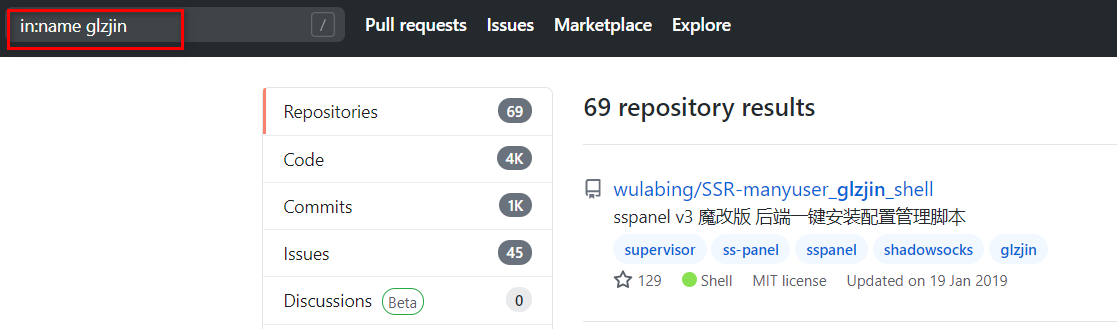 in:name glzjin / Pull requests Issues Marketplace Explore
Repositories 69
Code 4K
Commits 1K
Issues 45
Discussions Beta 0
69 repository results
wulabing/SSR-manyuser_glzjin_shell
sspanel v3 魔改版 后端一键安装配置管理脚本
supervisor ss-panel sspanel shadowsocks glzjin
129 Shell MIT license Updated on 19 Jan 2019